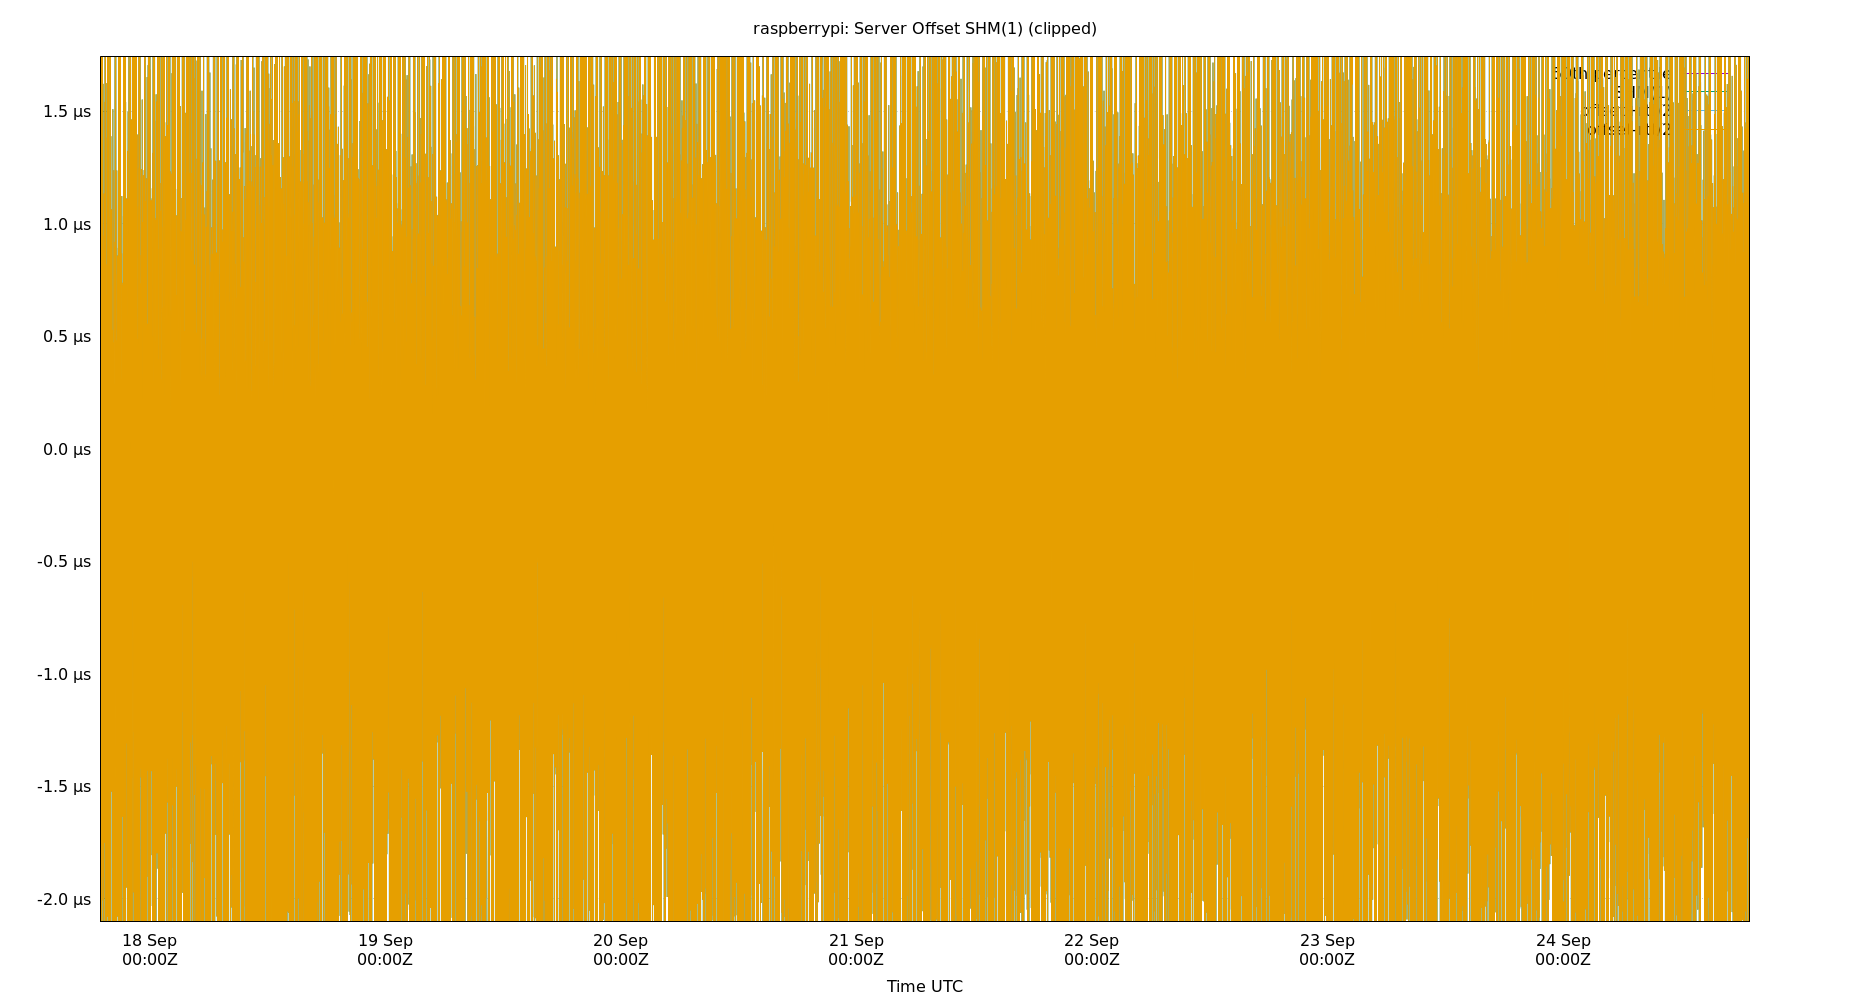 raspberrypi: Server Offset SHM(1) (clipped)
1.5 µs
1.0 µs
0.5 µs
0.0 µs
-0.5 µs
-1.0 µs
-1.5 µs
-2.0 µs
18 Sep 19 Sep 20 Sep 21 Sep 22 Sep 23 Sep 24 Sep
00:00Z 00:00Z 00:00Z 00:00Z 00:00Z 00:00Z 00:00Z
Time UTC